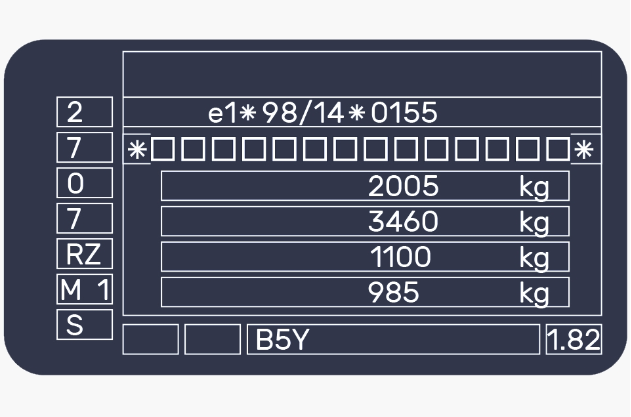 2
7
0
7
RZ
M 1
S
e1*98/14*0155
*□□□□□□□□□□□□□□*
2005 kg
3460 kg
1100 kg
985 kg
B5Y
1.82